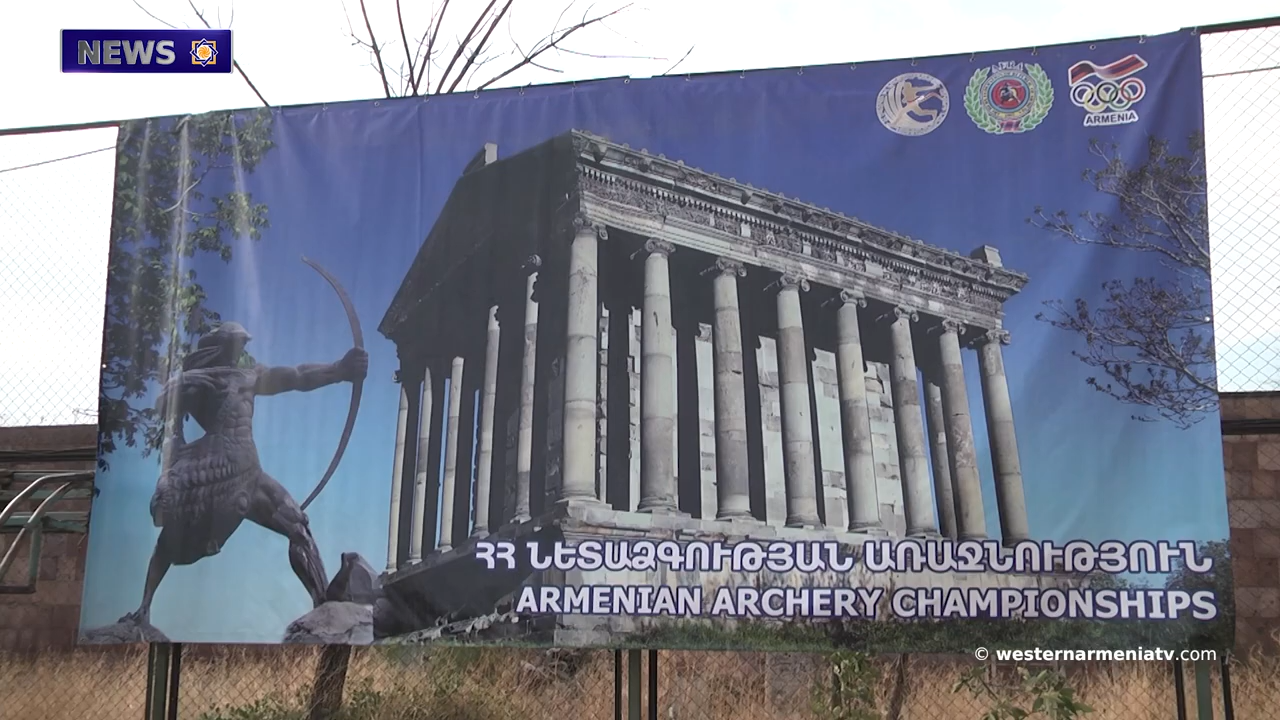 NEWS
ARMENIA
ՀՀ ՆԵՏԱՁԳՈՒԹՅԱՆ ԱՌԱՋՆՈՒԹՅՈՒՆ
ARMENIAN ARCHERY CHAMPIONSHIPS
© westernarmeniatv.com